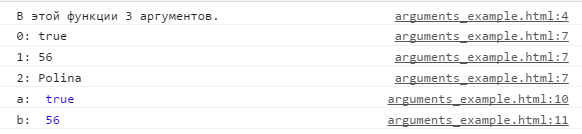 В этой функции 3 аргументов. arguments_example.html:4
0: true arguments_example.html:7
1: 56 arguments_example.html:7
2: Polina arguments_example.html:7
a: true arguments_example.html:10
b: 56 arguments_example.html:11